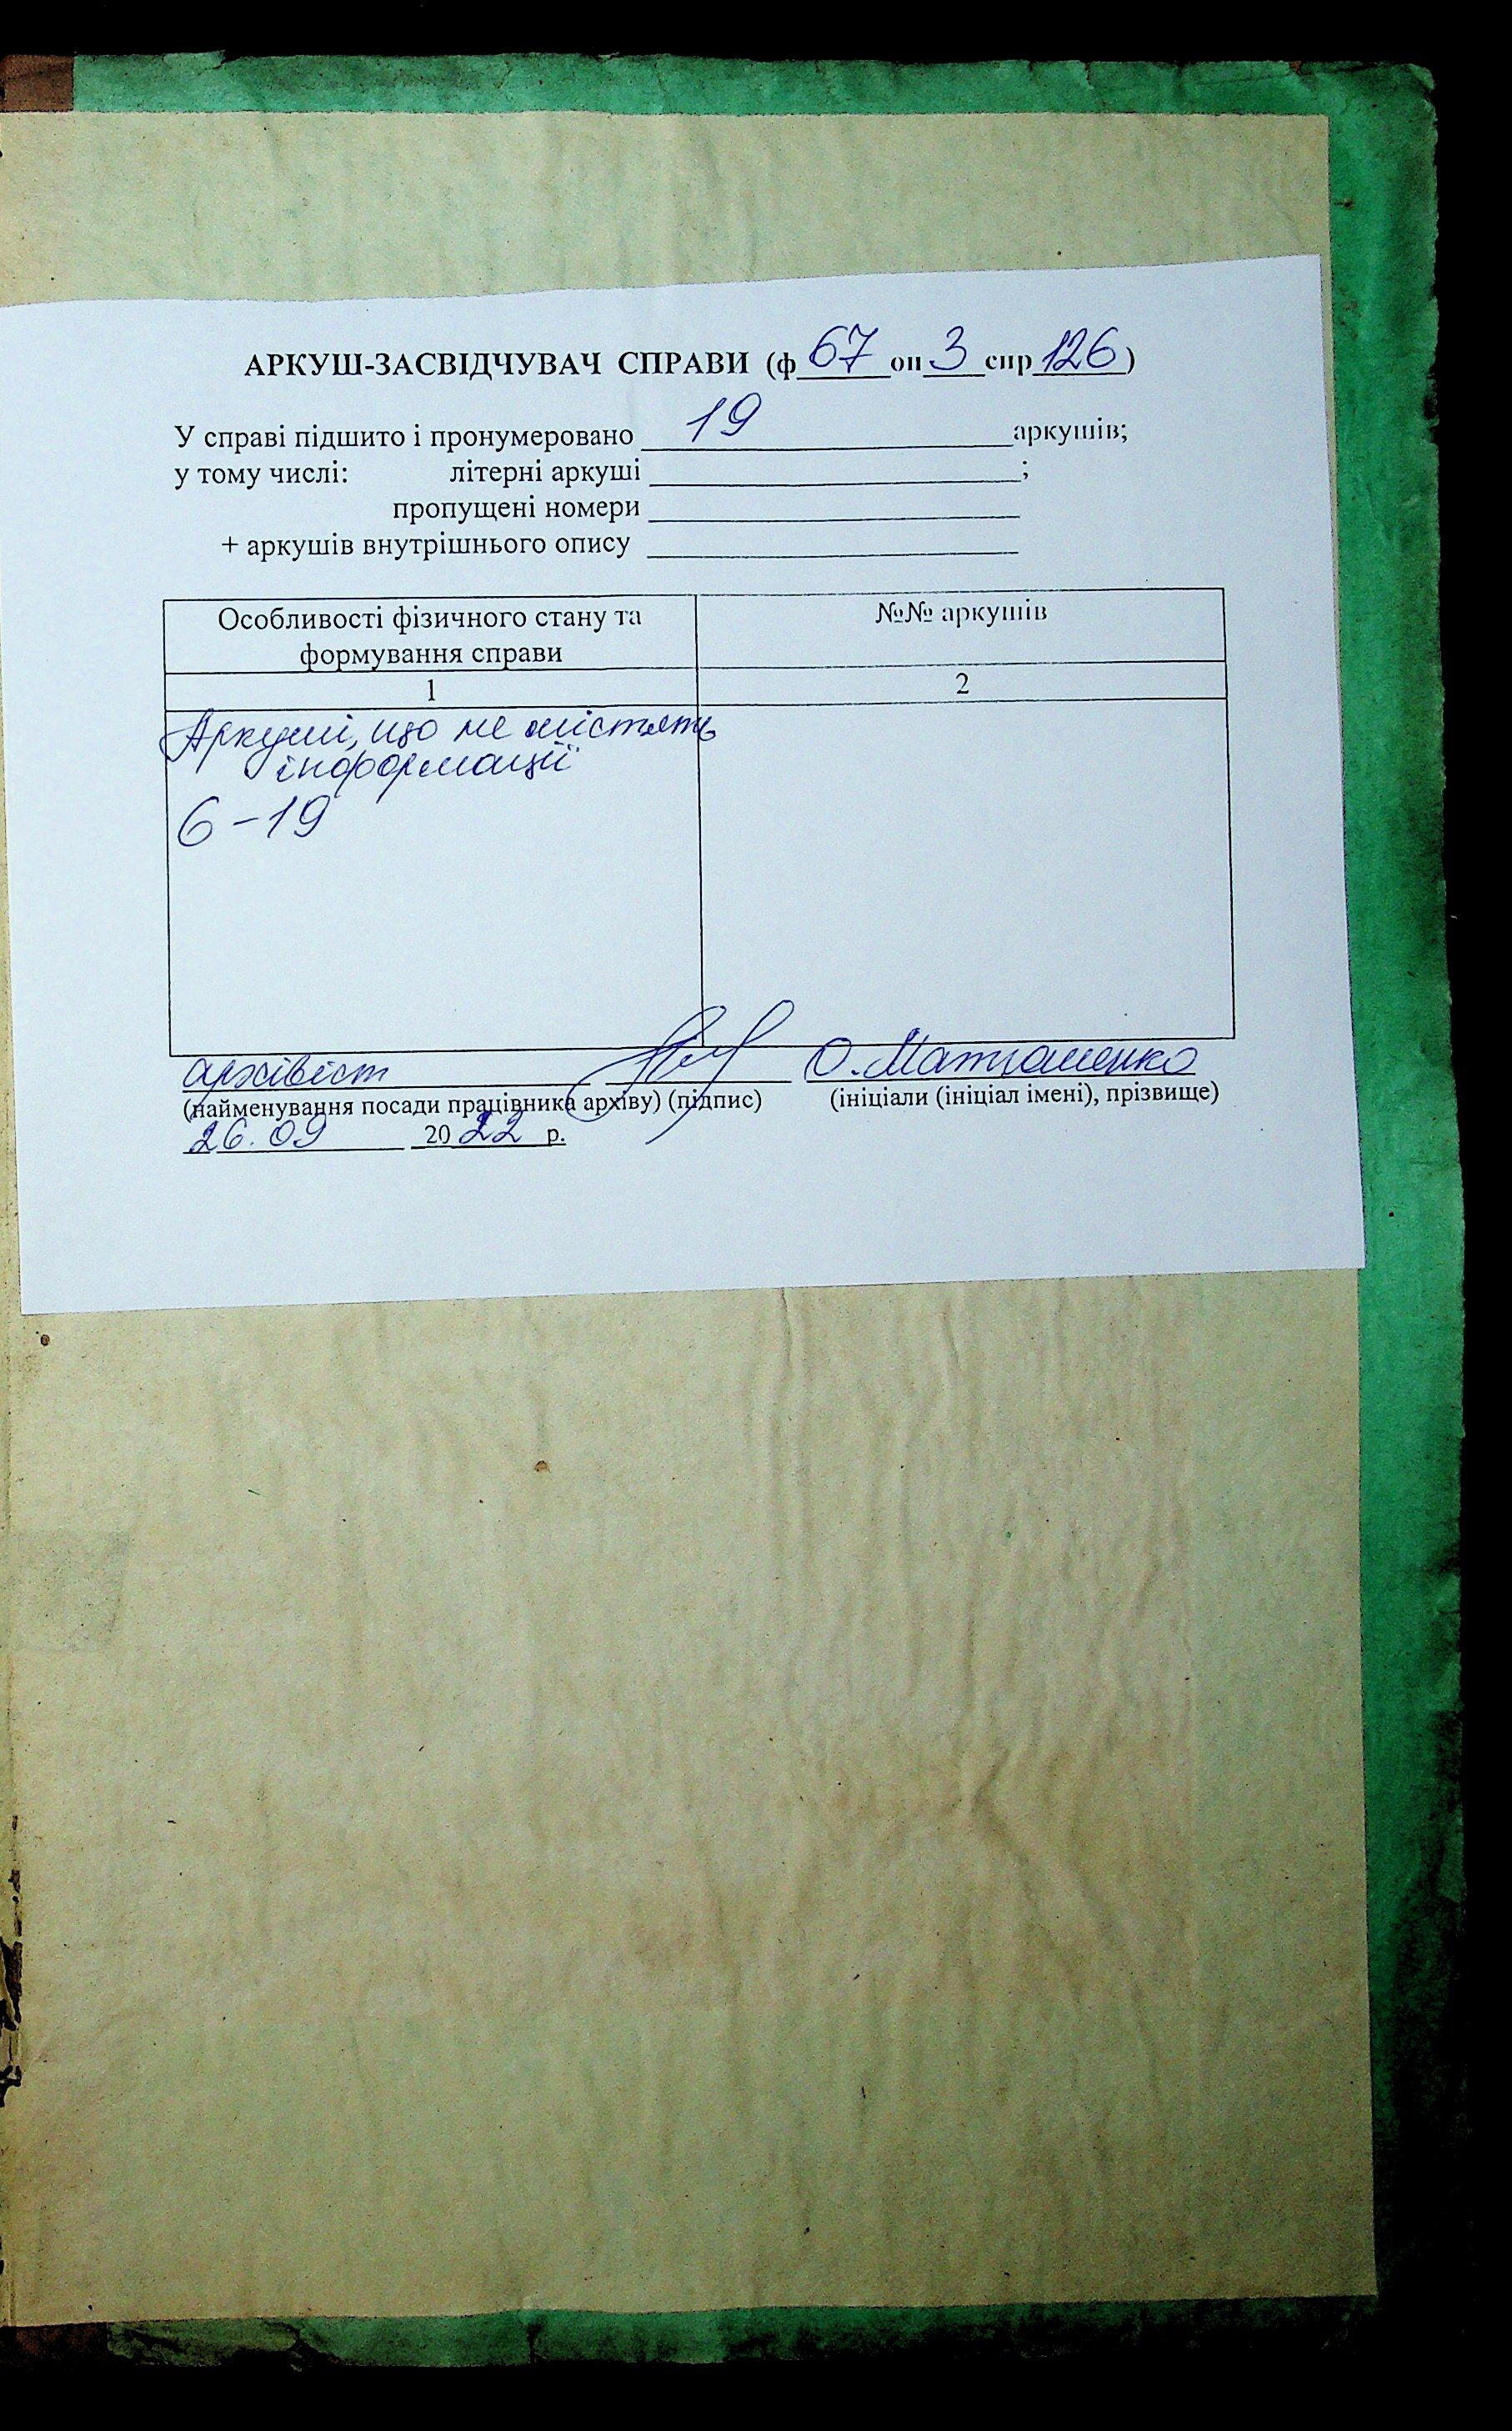 АРКУШ-ЗАСВІДЧУВАЧ СПРАВИ (ф 67 оп 3 спр 126)
У справі підшито і пронумеровано 19 аркушів;
у тому числі: літерні аркуші ;
пропущені номери
+ аркушів внутрішнього опису
Особливості фізичного стану та формування справи
№№ аркушів
1
2
Аркуші, що не містять
інформації
6-19
архівіст О. Матюшенко
(найменування посади працівника архіву) (підпис) (ініціали (ініціал імені), прізвище)
26.09 2022 р.